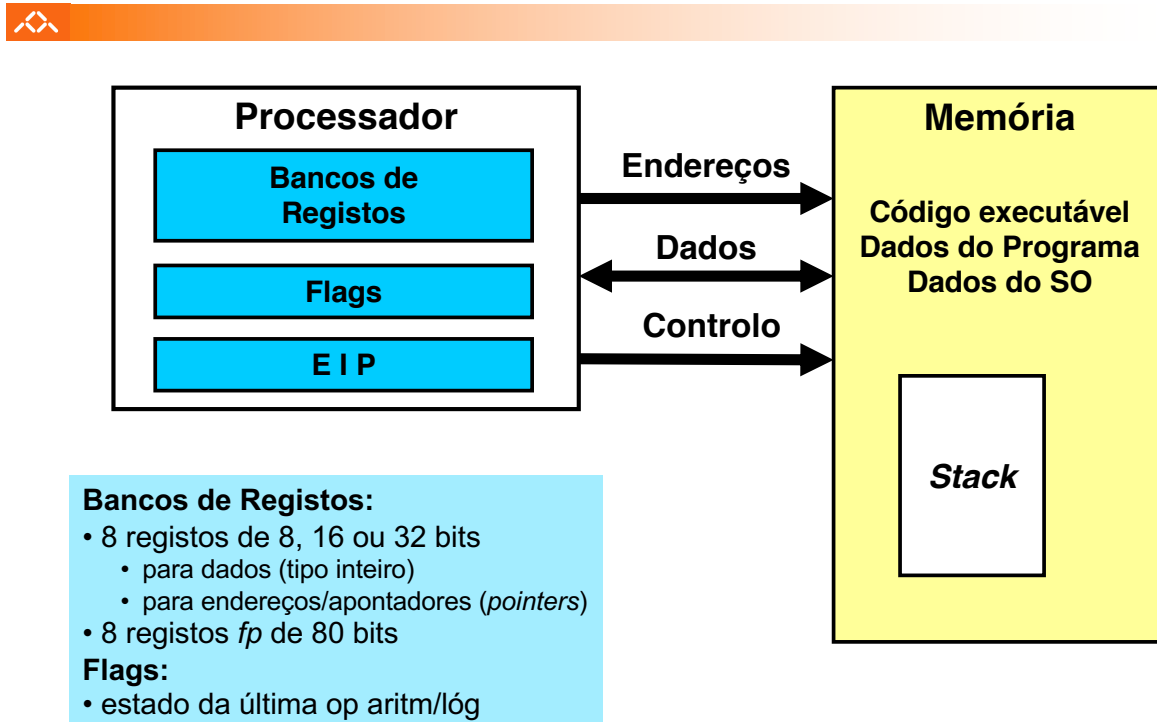 Processador
Bancos de
Registos
Flags
E I P
Endereços
Dados
Controlo
Memória
Código executável
Dados do Programa
Dados do SO
Stack
Bancos de Registos:
• 8 registos de 8, 16 ou 32 bits
• para dados (tipo inteiro)
• para endereços/apontadores (pointers)
• 8 registos fp de 80 bits
Flags:
• estado da última op aritm/lóg